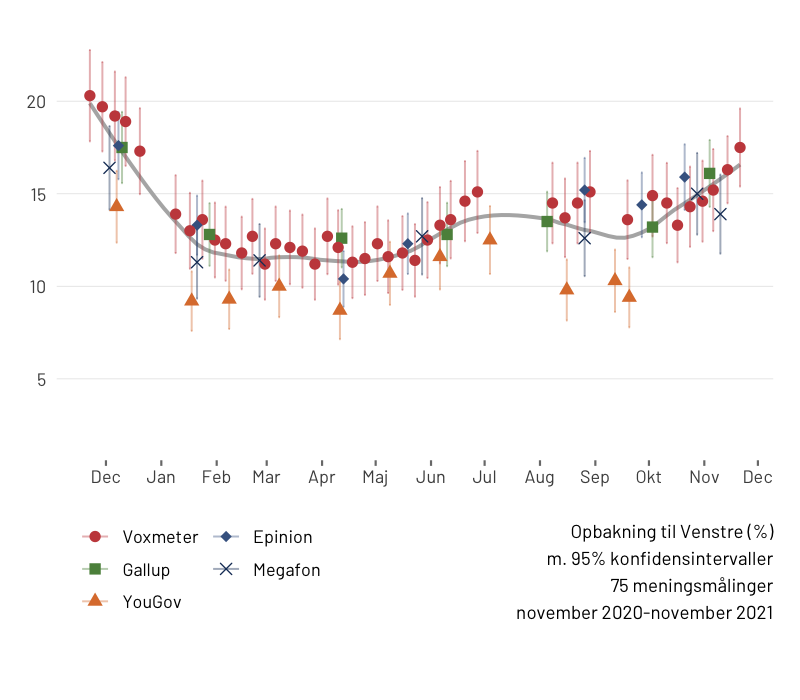 20
15
10
5
Dec Jan Feb Mar Apr Maj Jun Jul Aug Sep Okt Nov Dec
Voxmeter Epinion
Gallup Megafon
YouGov
Opbakning til Venstre (%)
m. 95% konfidensintervaller
75 meningsmålinger
november 2020-november 2021